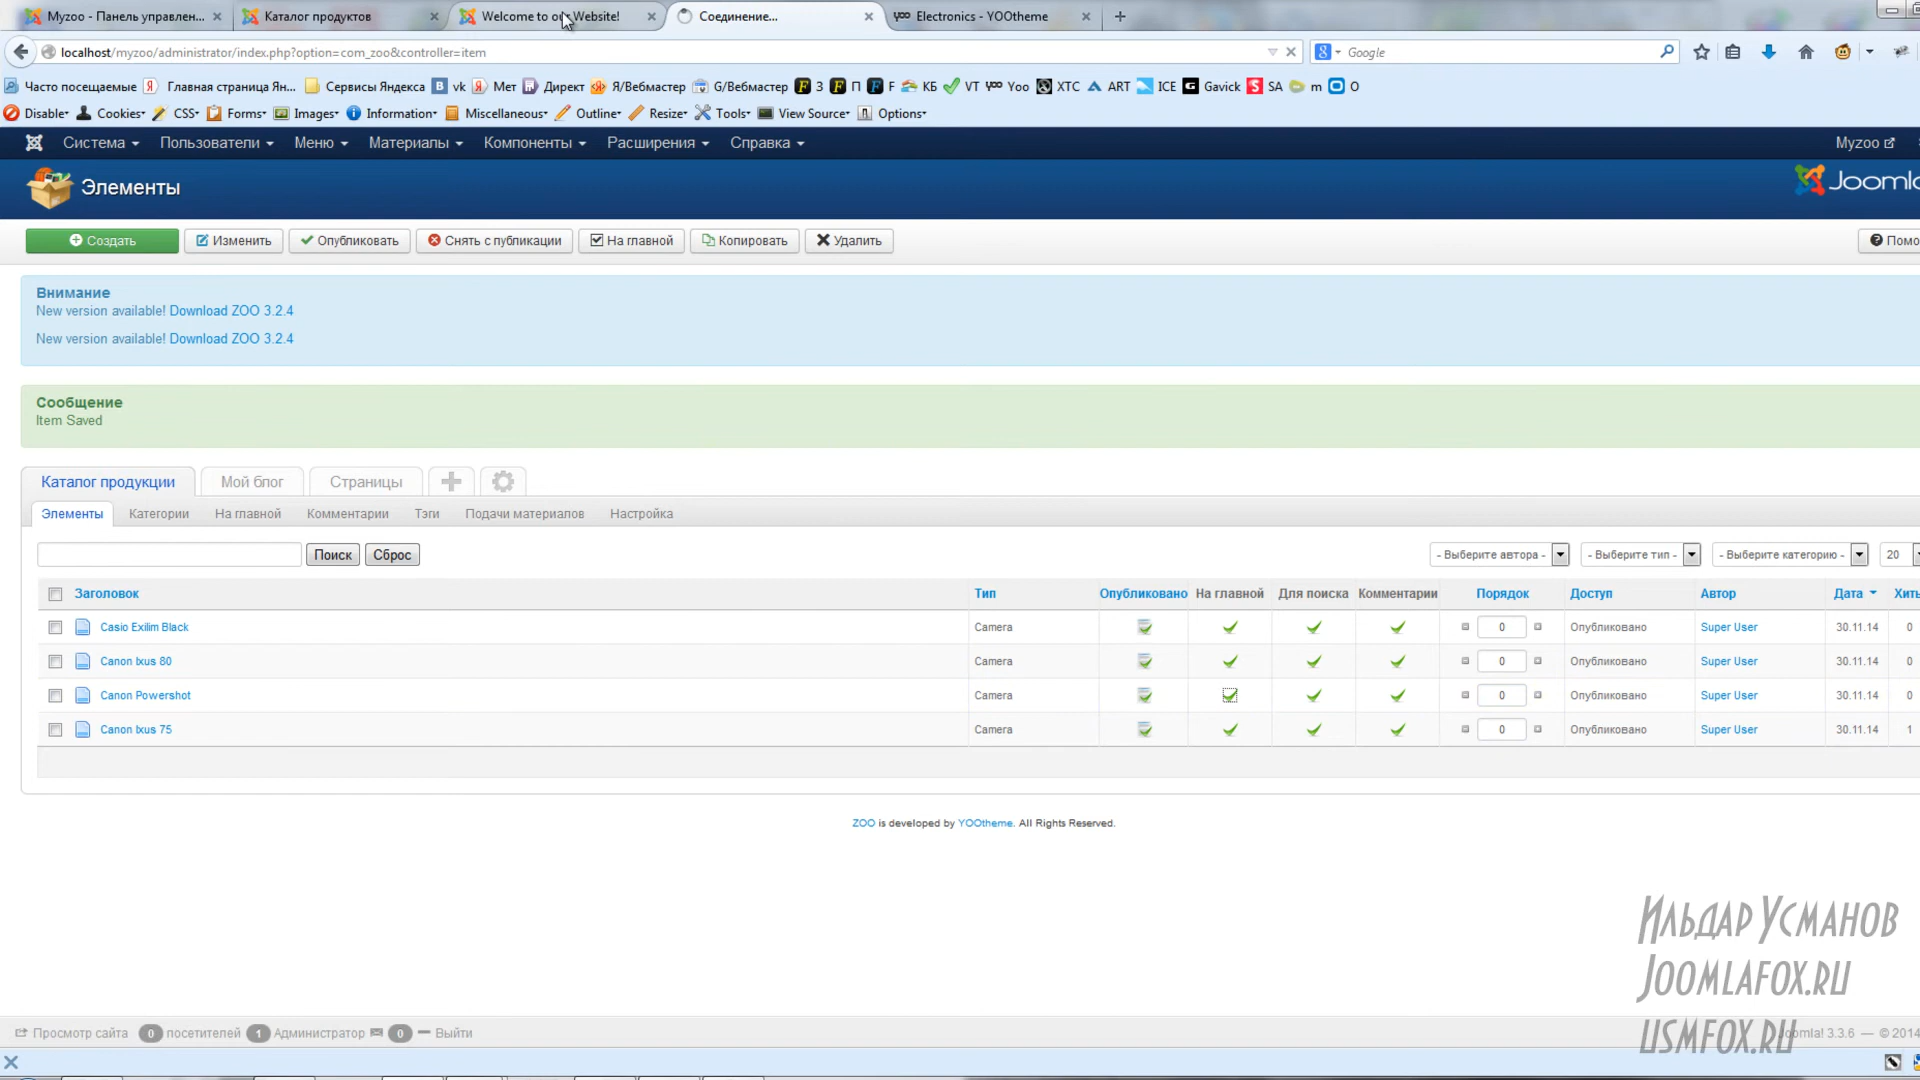 Myzoo - Панель управлен...
Каталог продуктов
Welcome to our Website!
Соединение...
Electronics - YOOtheme
localhost/myzoo/administrator/index.php?option=com_zoo&controller=item
Google
Часто посещаемые Главная страница Ян... Сервисы Яндекса vk Мет Директ Я/Вебмастер G/Вебмастер З П F КБ VT Yoo XTC ART ICE Gavick SA m O
Disable Cookies CSS Forms Images Information Miscellaneous Outline Resize Tools View Source Options
Система Пользователи Меню Материалы Компоненты Расширения Справка Myzoo
Элементы
Joomla
Создать Изменить Опубликовать Снять с публикации На главной Копировать Удалить Помо
Внимание
New version available! Download ZOO 3.2.4
New version available! Download ZOO 3.2.4
Сообщение
Item Saved
Каталог продукции Мой блог Страницы
Элементы Категории На главной Комментарии Тэги Подачи материалов Настройка
Поиск Сброс - Выберите автора - - Выберите тип - - Выберите категорию - 20
Заголовок Тип Опубликовано На главной Для поиска Комментарии Порядок Доступ Автор Дата Хиты
Casio Exilim Black Camera 0 Опубликовано Super User 30.11.14 0
Canon Ixus 80 Camera 0 Опубликовано Super User 30.11.14 0
Canon Powershot Camera 0 Опубликовано Super User 30.11.14 0
Canon Ixus 75 Camera 0 Опубликовано Super User 30.11.14 1
ZOO is developed by YOOtheme. All Rights Reserved.
Ильдар Усманов
Joomlafox.ru
usmfox.ru
Просмотр сайта 0 посетителей 1 Администратор 0 Выйти
Joomla! 3.3.6 — © 2014